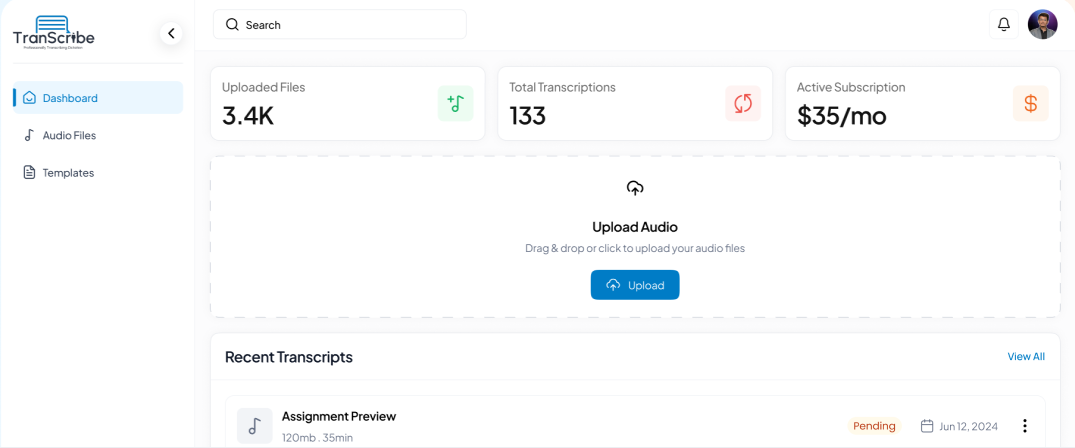 TranScribe
Professionally Transcribing Dictation
Search
Dashboard
Audio Files
Templates
Uploaded Files
3.4K
Total Transcriptions
133
Active Subscription
$35/mo
Upload Audio
Drag & drop or click to upload your audio files
Upload
Recent Transcripts
View All
Assignment Preview
120mb . 35min
Pending
Jun 12, 2024